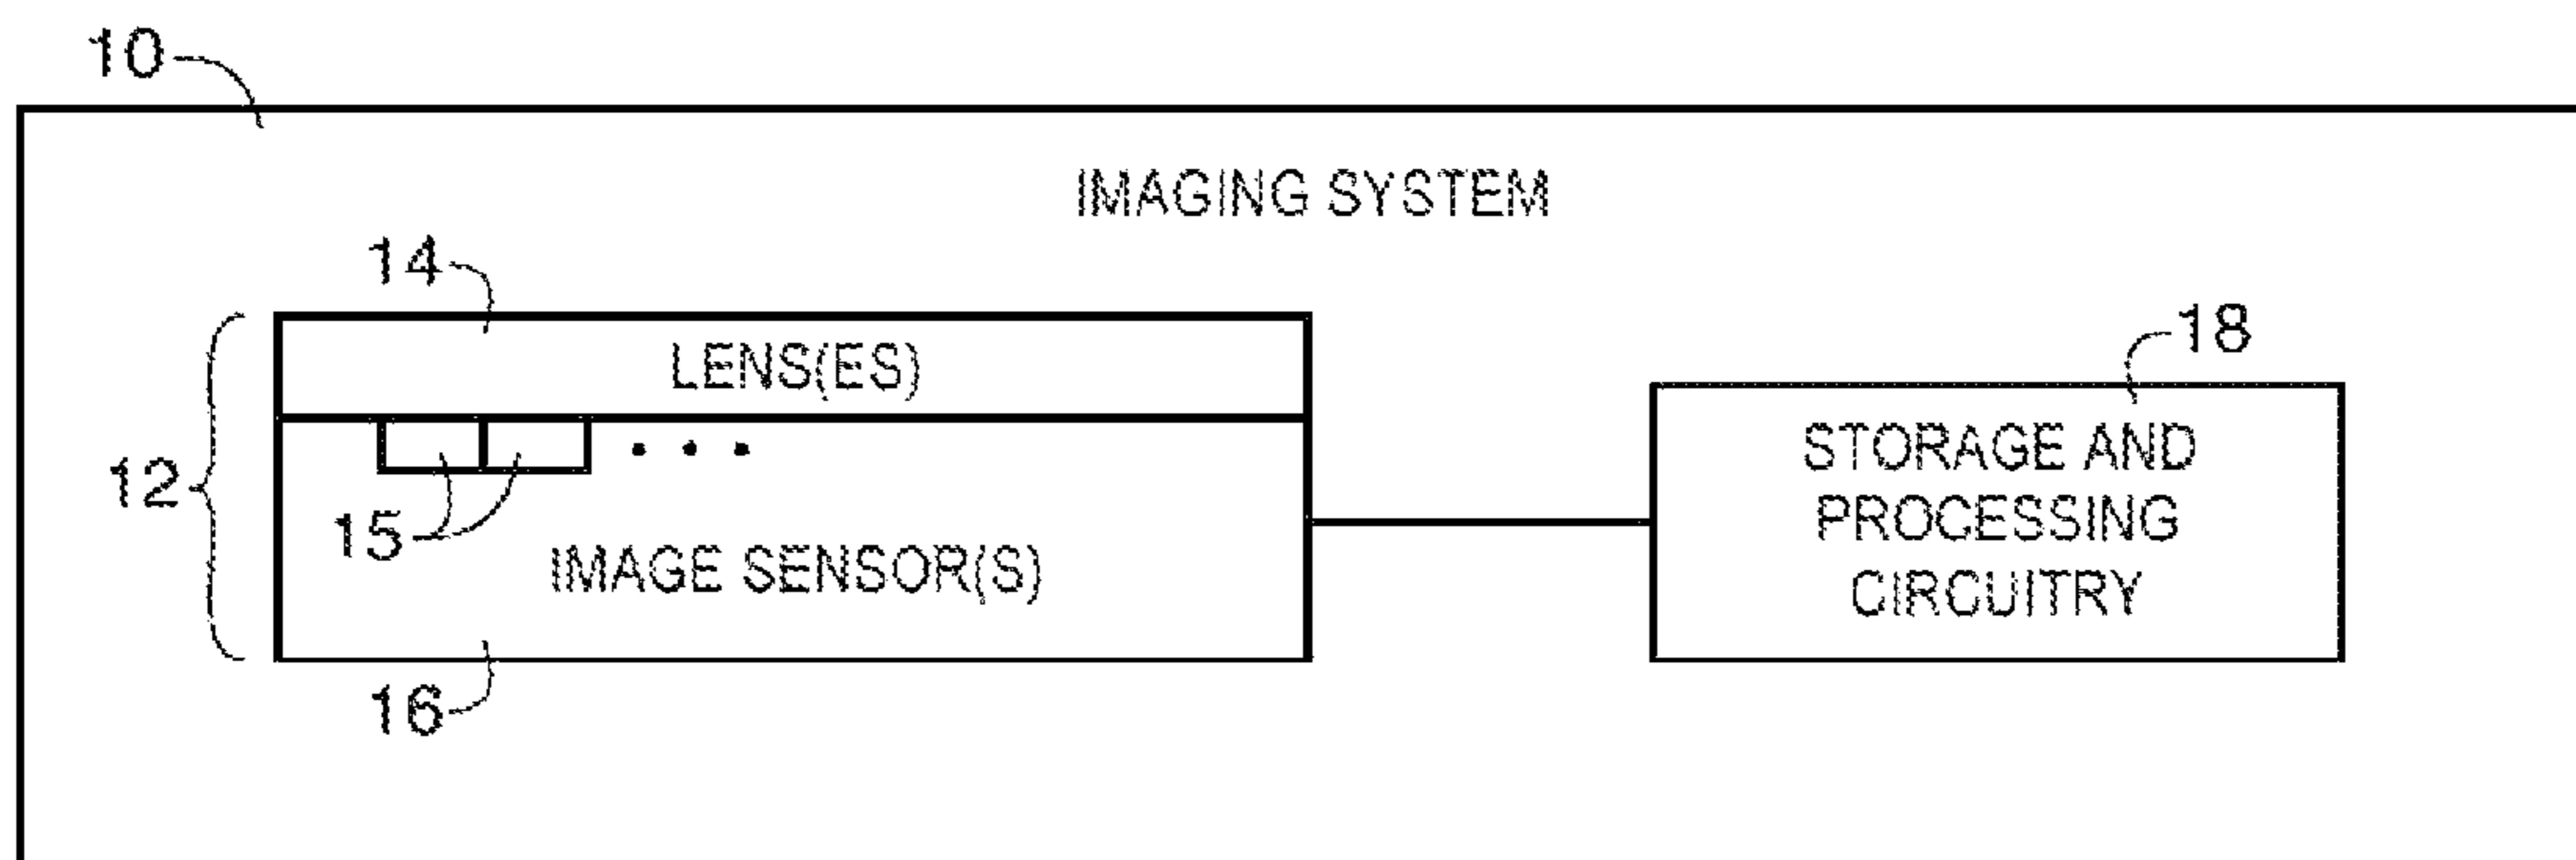 10
IMAGING SYSTEM
14
LENS(ES)
18
12
15
IMAGE SENSOR(S)
STORAGE AND
PROCESSING
CIRCUITRY
16